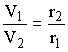 V₁/V₂ = r₂/r₁